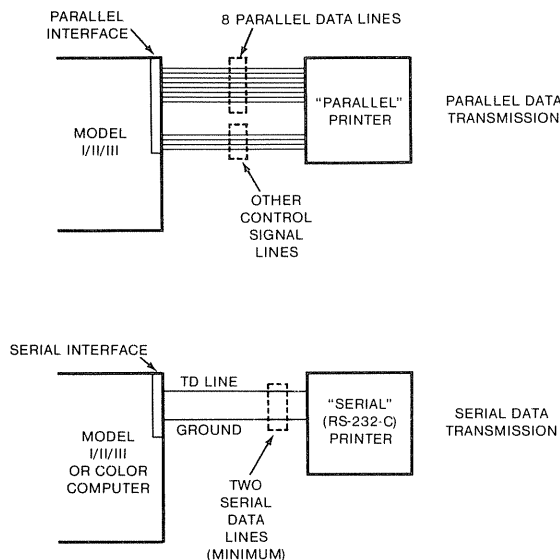 PARALLEL
INTERFACE
8 PARALLEL DATA LINES
MODEL
I/II/III
"PARALLEL"
PRINTER
PARALLEL DATA
TRANSMISSION
OTHER
CONTROL
SIGNAL
LINES
SERIAL INTERFACE
TD LINE
GROUND
MODEL
I/II/III
OR COLOR
COMPUTER
"SERIAL"
(RS-232-C)
PRINTER
SERIAL DATA
TRANSMISSION
TWO
SERIAL
DATA
LINES
(MINIMUM)